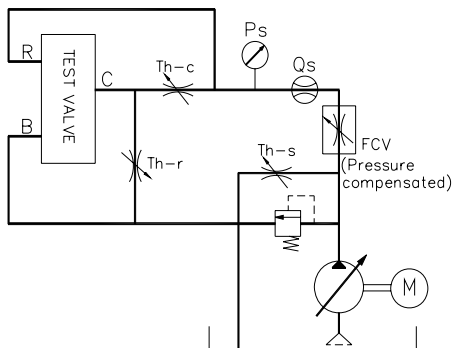 Ps
R
Th-c
Qs
C
TEST VALVE
B
FCV
(Pressure
compensated)
Th-s
Th-r
M